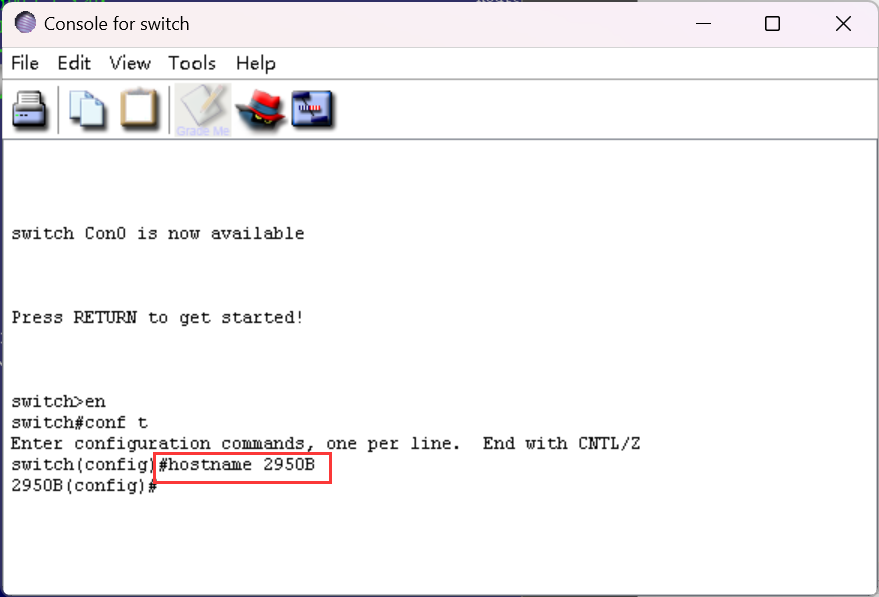 Console for switch
File Edit View Tools Help
Grade Me
switch Con0 is now available
Press RETURN to get started!
switch>en
switch#conf t
Enter configuration commands, one per line.  End with CNTL/Z
switch(config)#hostname 2950B
2950B(config)#